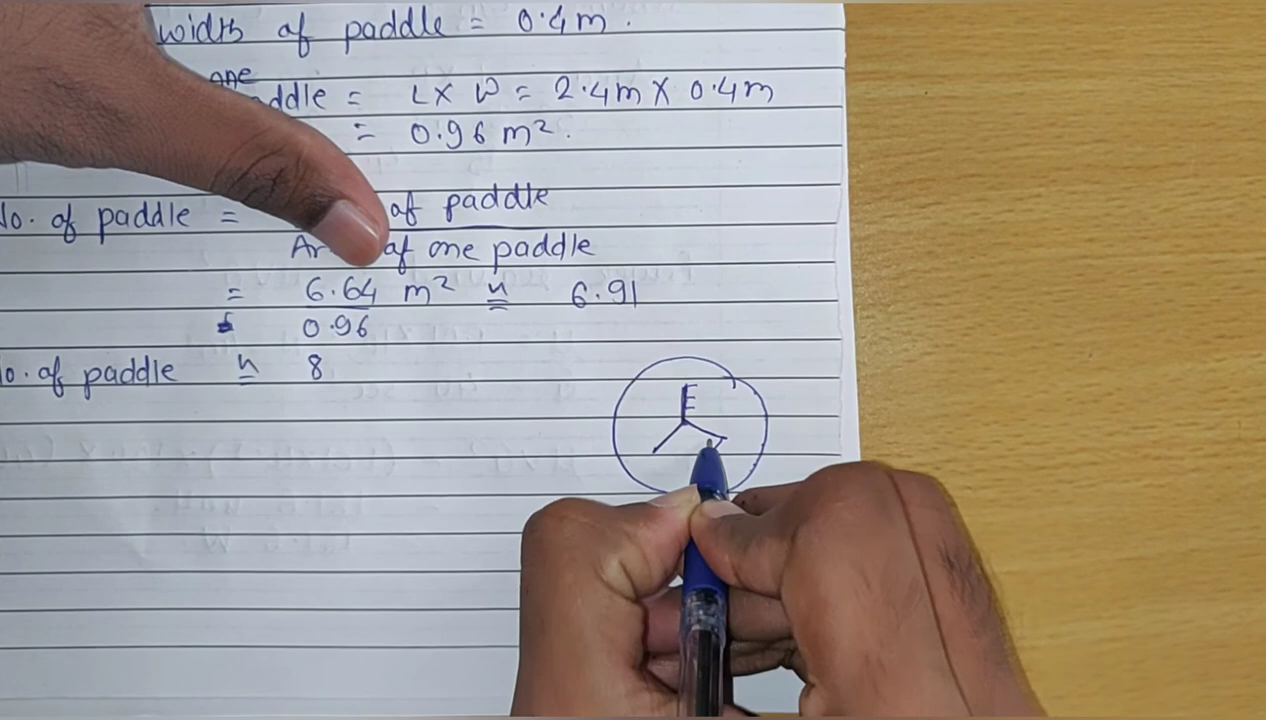 width of paddle = 0.4m.
one
ddle = L X W = 2.4m X 0.4m
= 0.96 m².
No. of paddle = of paddle
Ar of one paddle
= 6.64 m² ≈ 6.91
0.96
No. of paddle ≈ 8